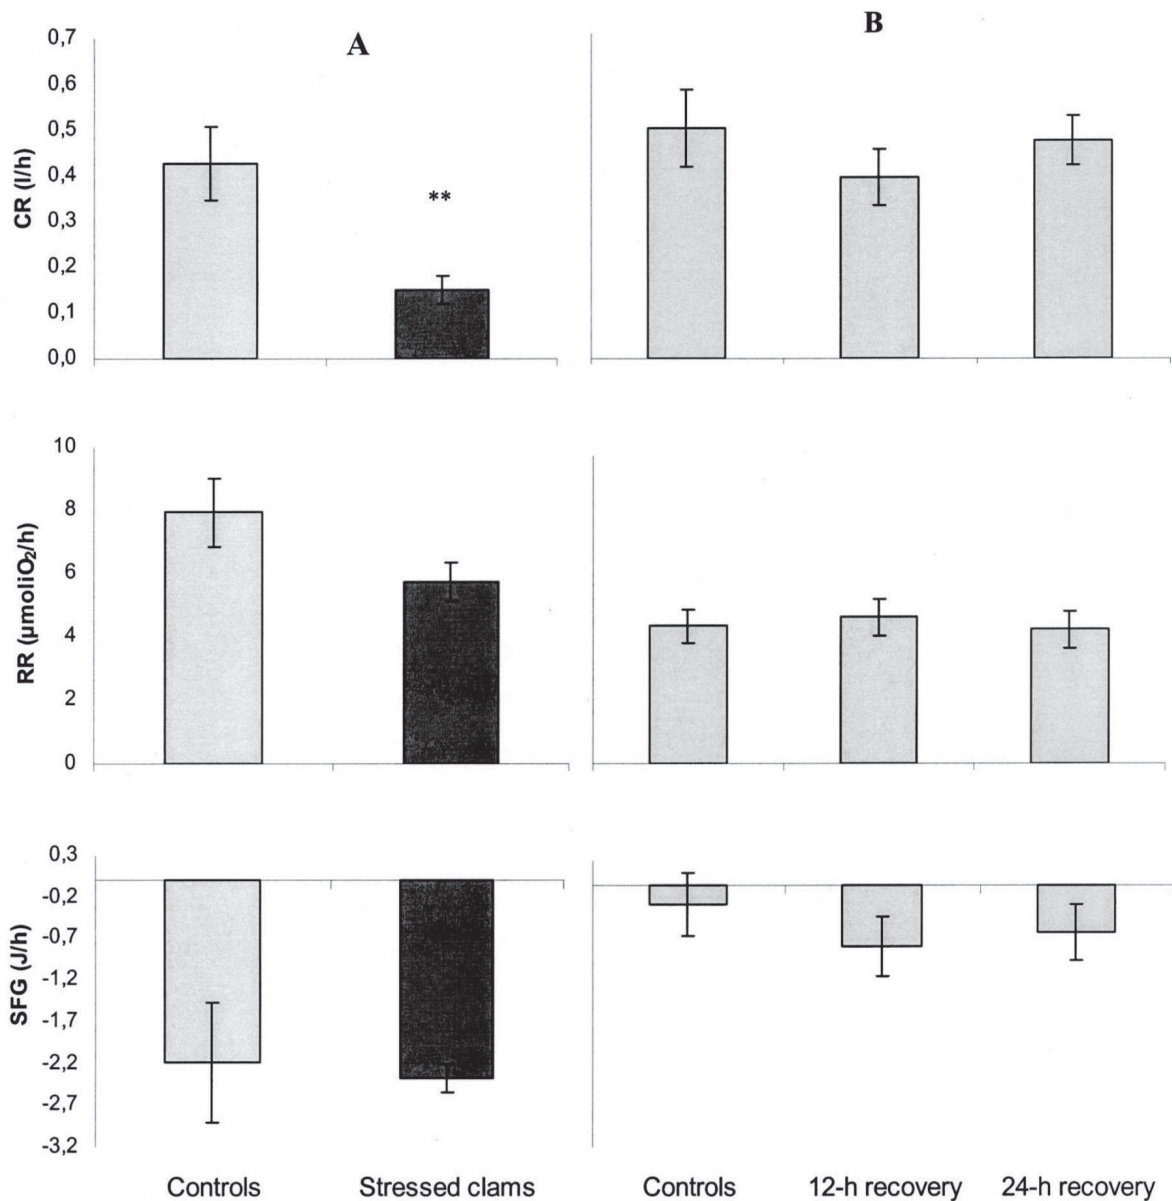 A
B
CR (l/h)
0,7
0,6
0,5
0,4
0,3
0,2
0,1
0,0
**
RR (µmoliO₂/h)
10
8
6
4
2
0
SFG (J/h)
0,3
-0,2
-0,7
-1,2
-1,7
-2,2
-2,7
-3,2
Controls
Stressed clams
Controls
12-h recovery
24-h recovery